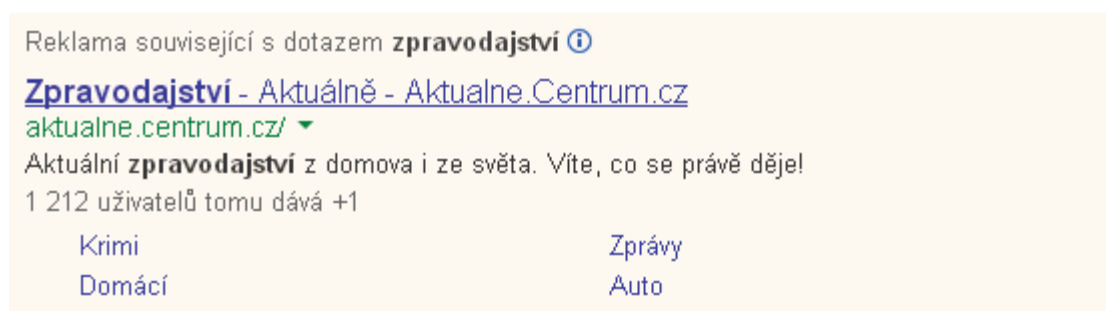 Reklama související s dotazem zpravodajství
Zpravodajství - Aktuálně - Aktualne.Centrum.cz
aktualne.centrum.cz/
Aktuální zpravodajství z domova i ze světa. Víte, co se právě děje!
1 212 uživatelů tomu dává +1
Krimi Zprávy
Domácí Auto